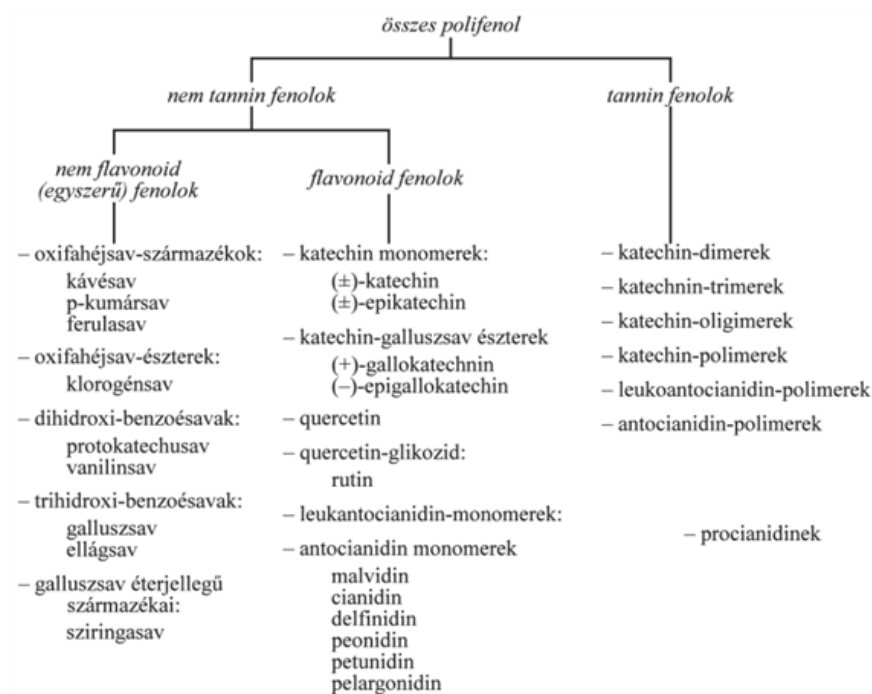 összes polifenol
nem tannin fenolok
tannin fenolok
nem flavonoid
(egyszerű) fenolok
flavonoid fenolok
– oxifahéjsav-származékok:
kávésav
p-kumársav
ferulasav
– oxifahéjsav-észterek:
klorogénsav
– dihidroxi-benzoésavak:
protokatechusav
vanilinsav
– trihidroxi-benzoésavak:
galluszsav
ellágsav
– galluszsav éterjellegű
származékai:
sziringasav
– katechin monomerek:
(±)-katechin
(±)-epikatechin
– katechin-galluszsav észterek
(+)-gallokatechnin
(–)-epigallokatechin
– quercetin
– quercetin-glikozid:
rutin
– leukantocianidin-monomerek:
– antocianidin monomerek
malvidin
cianidin
delfinidin
peonidin
petunidin
pelargonidin
– katechin-dimerek
– katechnin-trimerek
– katechin-oligimerek
– katechin-polimerek
– leukoantocianidin-polimerek
– antocianidin-polimerek
– procianidinek